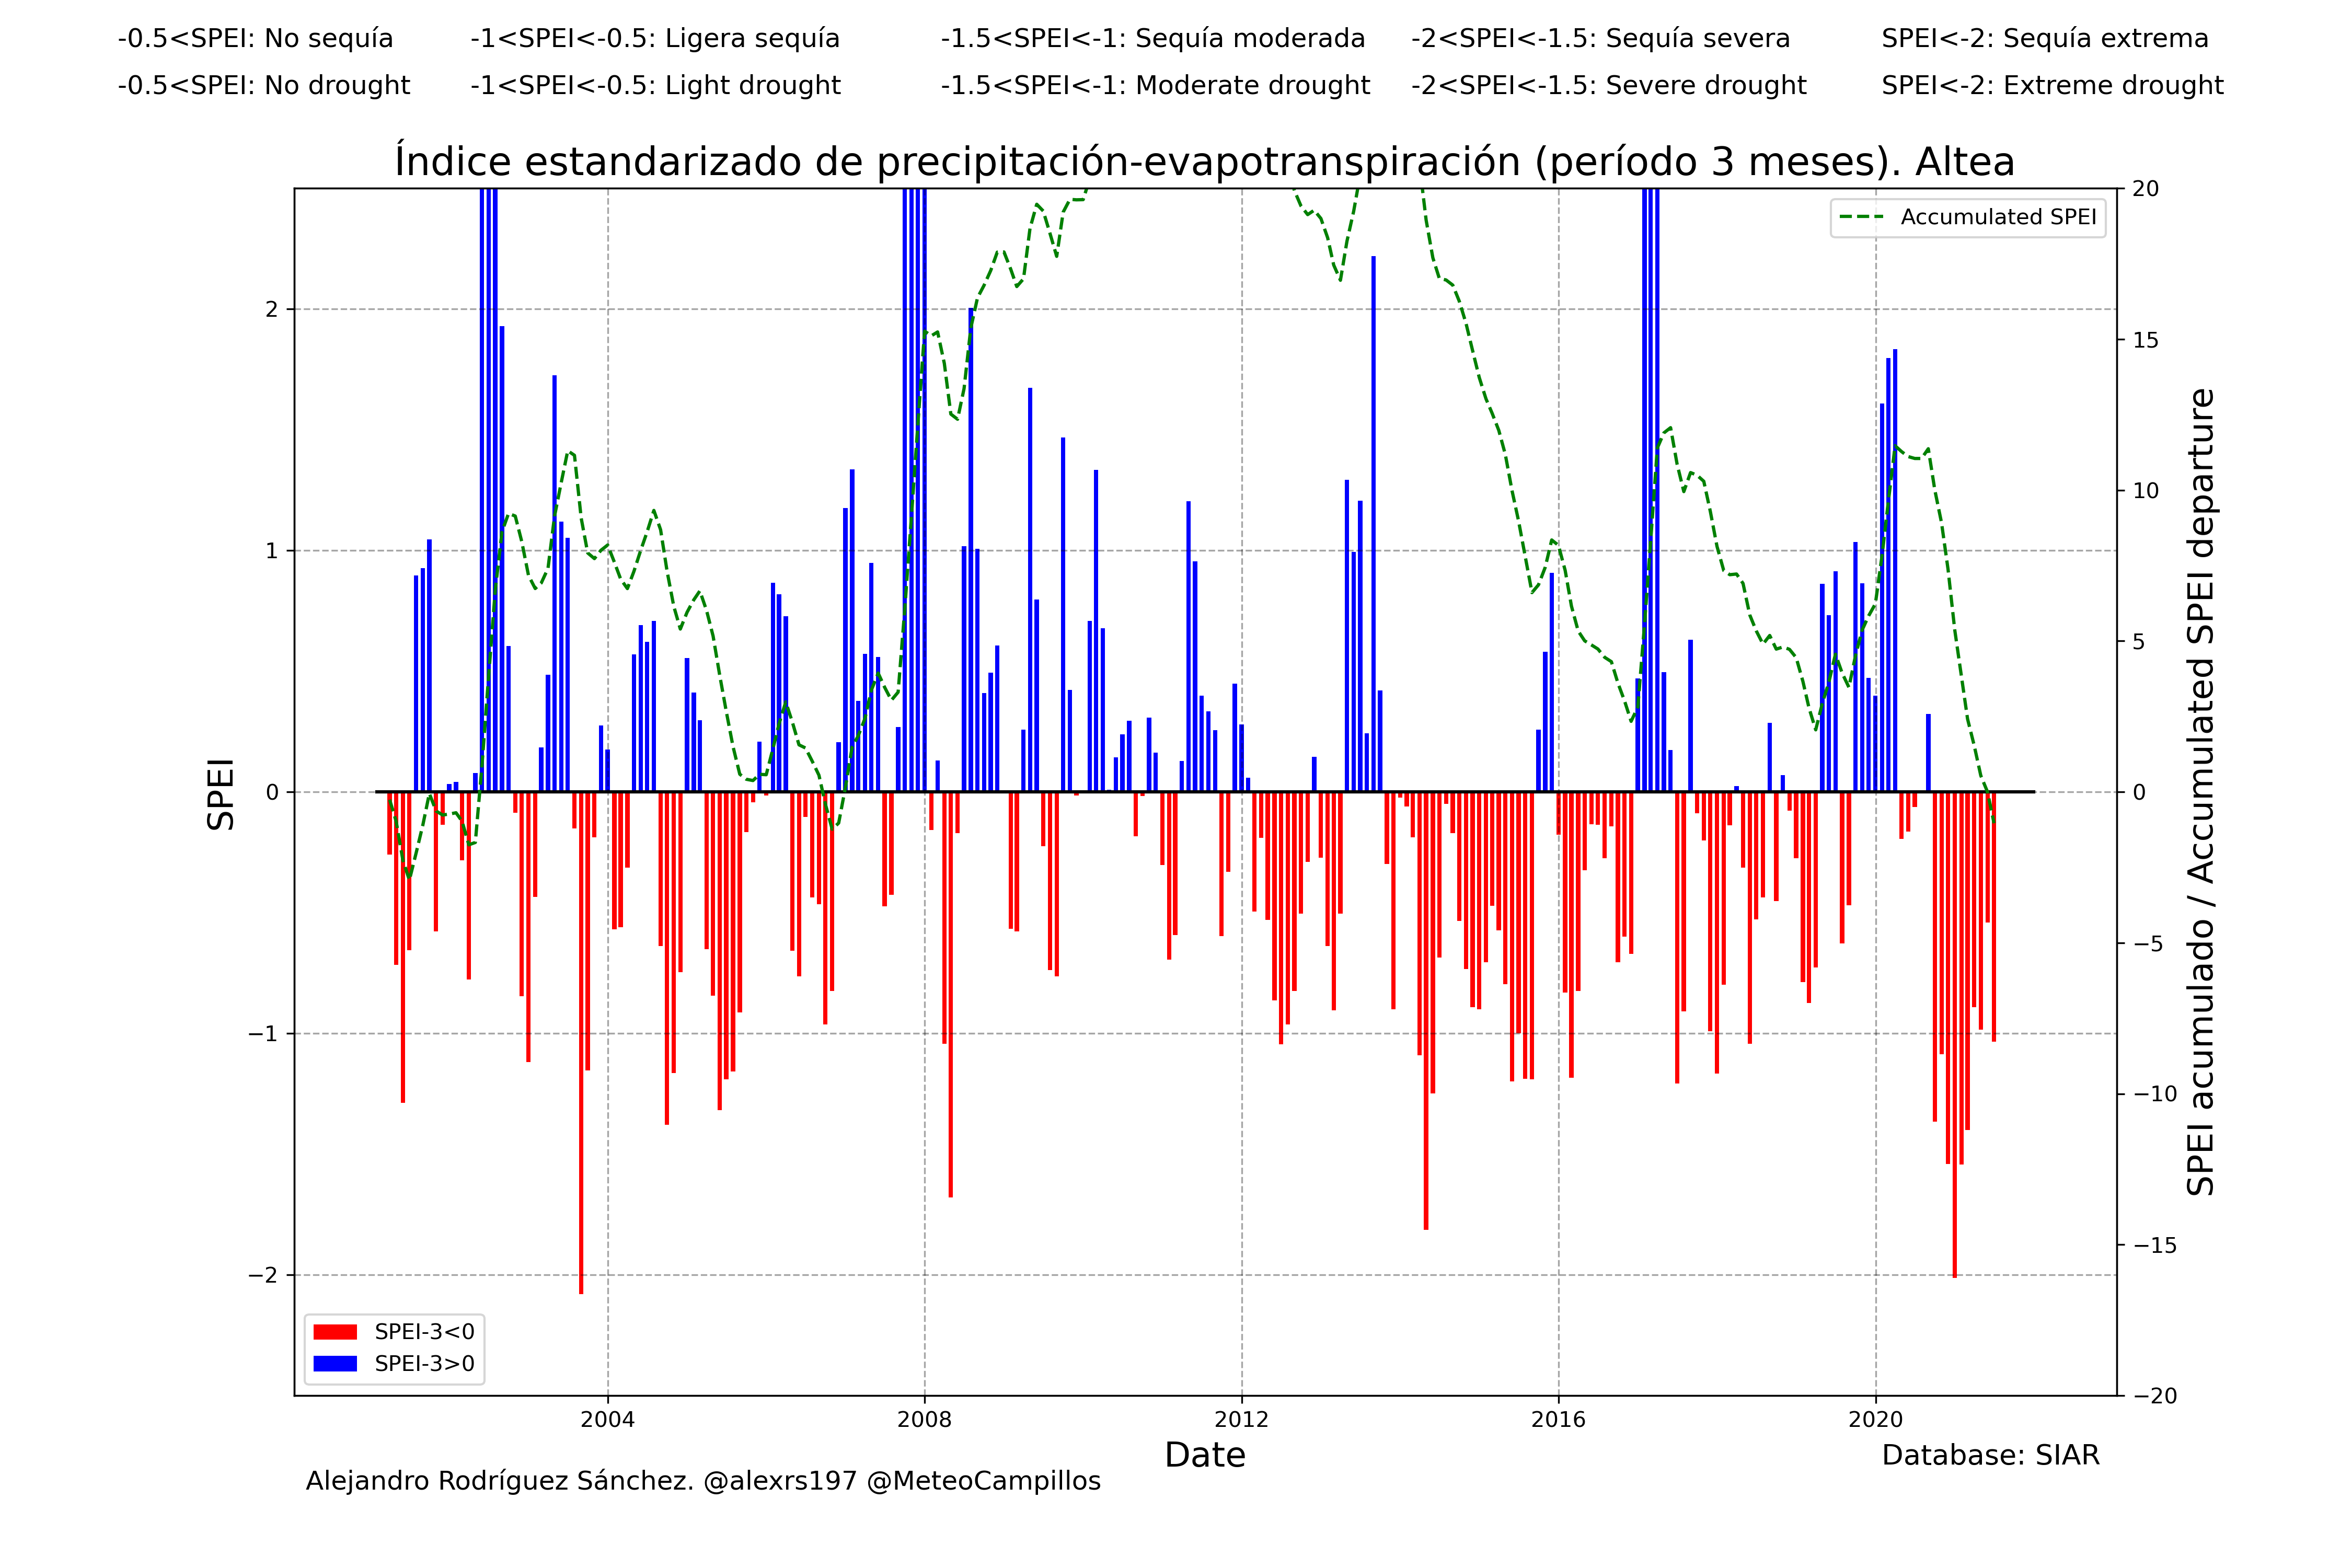 -0.5<SPEI: No sequía -1<SPEI<-0.5: Ligera sequía -1.5<SPEI<-1: Sequía moderada -2<SPEI<-1.5: Sequía severa SPEI<-2: Sequía extrema
-0.5<SPEI: No drought -1<SPEI<-0.5: Light drought -1.5<SPEI<-1: Moderate drought -2<SPEI<-1.5: Severe drought SPEI<-2: Extreme drought
Índice estandarizado de precipitación-evapotranspiración (período 3 meses). Altea
Accumulated SPEI
SPEI
2
1
0
−1
−2
20
15
10
5
0
−5
−10
−15
−20
SPEI acumulado / Accumulated SPEI departure
SPEI-3<0
SPEI-3>0
2004 2008 2012 2016 2020
Date
Database: SIAR
Alejandro Rodríguez Sánchez. @alexrs197 @MeteoCampillos